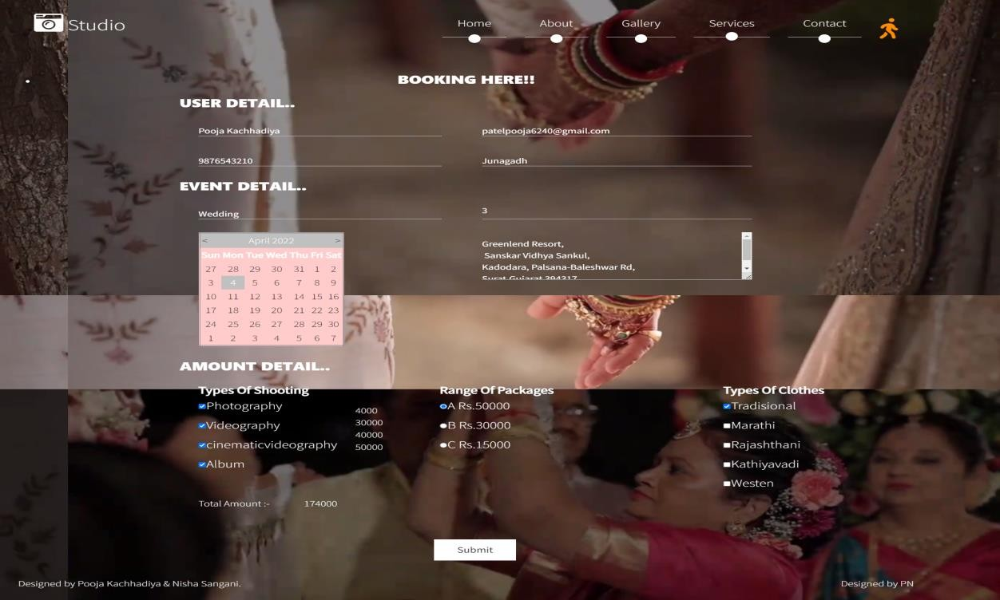 Studio
Home About Gallery Services Contact
BOOKING HERE!!
USER DETAIL..
Pooja Kachhadiya patelpooja6240@gmail.com
9876543210 Junagadh
EVENT DETAIL..
Wedding 3
< April 2022 >
Sun Mon Tue Wed Thu Fri Sat
27 28 29 30 31 1 2
3 4 5 6 7 8 9
10 11 12 13 14 15 16
17 18 19 20 21 22 23
24 25 26 27 28 29 30
1 2 3 4 5 6 7
Greenlend Resort,
Sanskar Vidhya Sankul,
Kadodara, Palsana-Baleshwar Rd,
Surat Gujarat 394317
AMOUNT DETAIL..
Types Of Shooting
Photography
Videography
cinematicvideography
Album
4000
30000
40000
50000
Range Of Packages
A Rs.50000
B Rs.30000
C Rs.15000
Types Of Clothes
Tradisional
Marathi
Rajashthani
Kathiyavadi
Westen
Total Amount :- 174000
Submit
Designed by Pooja Kachhadiya & Nisha Sangani. Designed by PN